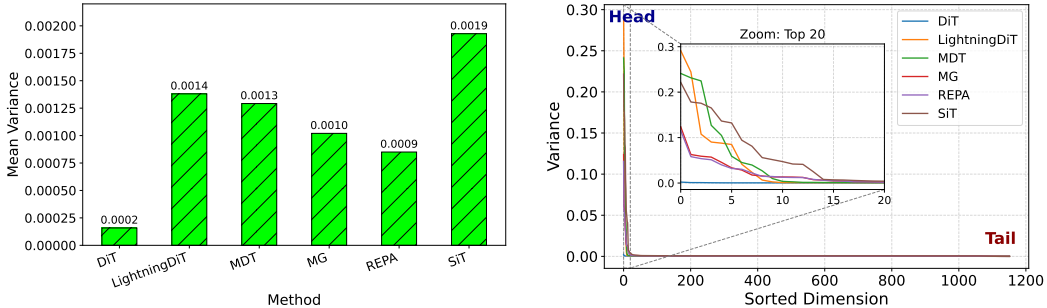 0.00200
0.00175
0.00150
0.00125
0.00100
0.00075
0.00050
0.00025
0.00000
Mean Variance
0.0002
0.0014
0.0013
0.0010
0.0009
0.0019
DiT
LightningDiT
MDT
MG
REPA
SiT
Method
0.30
0.25
0.20
0.15
0.10
0.05
0.00
Variance
Head
Zoom: Top 20
0.3
0.2
0.1
0.0
0
5
10
15
20
DiT
LightningDiT
MDT
MG
REPA
SiT
Tail
0
200
400
600
800
1000
1200
Sorted Dimension